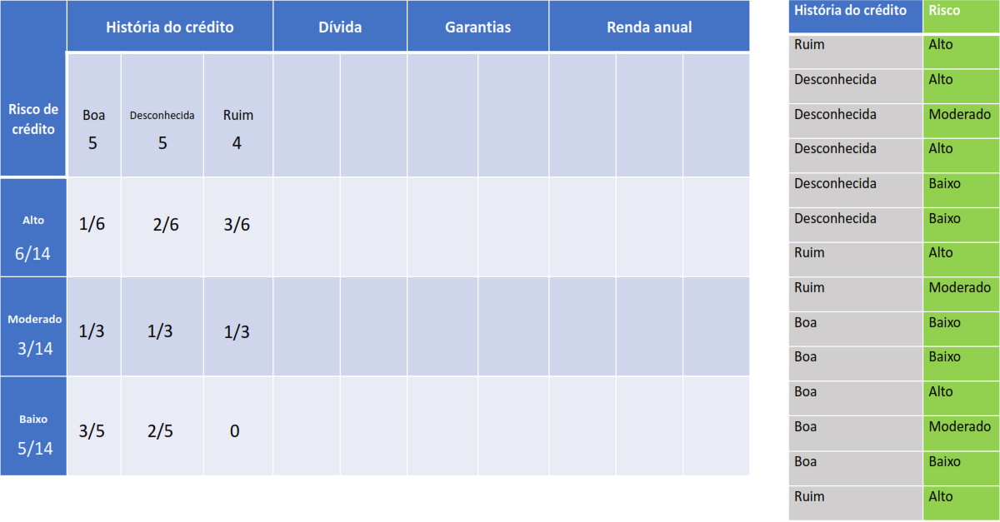 História do crédito Dívida Garantias Renda anual
Risco de
crédito
Boa Desconhecida Ruim
5 5 4
Alto
6/14
1/6 2/6 3/6
Moderado
3/14
1/3 1/3 1/3
Baixo
5/14
3/5 2/5 0
História do crédito Risco
Ruim Alto
Desconhecida Alto
Desconhecida Moderado
Desconhecida Alto
Desconhecida Baixo
Desconhecida Baixo
Ruim Alto
Ruim Moderado
Boa Baixo
Boa Baixo
Boa Alto
Boa Moderado
Boa Baixo
Ruim Alto